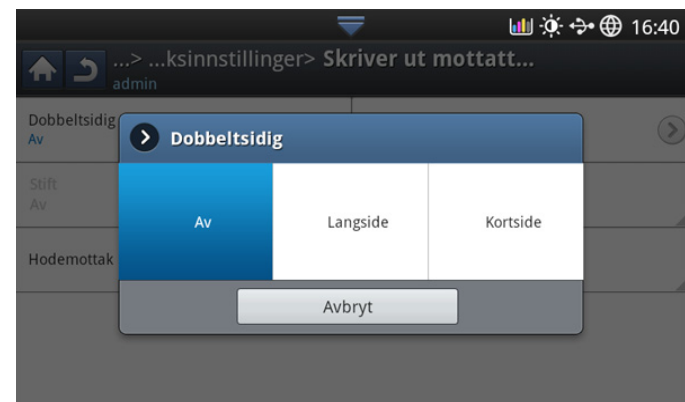 16:40
...> ...ksinnstillinger> Skriver ut mottatt...
admin
Dobbeltsidig
Av
Dobbeltsidig
Stift
Av
Av
Langside
Kortside
Hodemottak
Avbryt